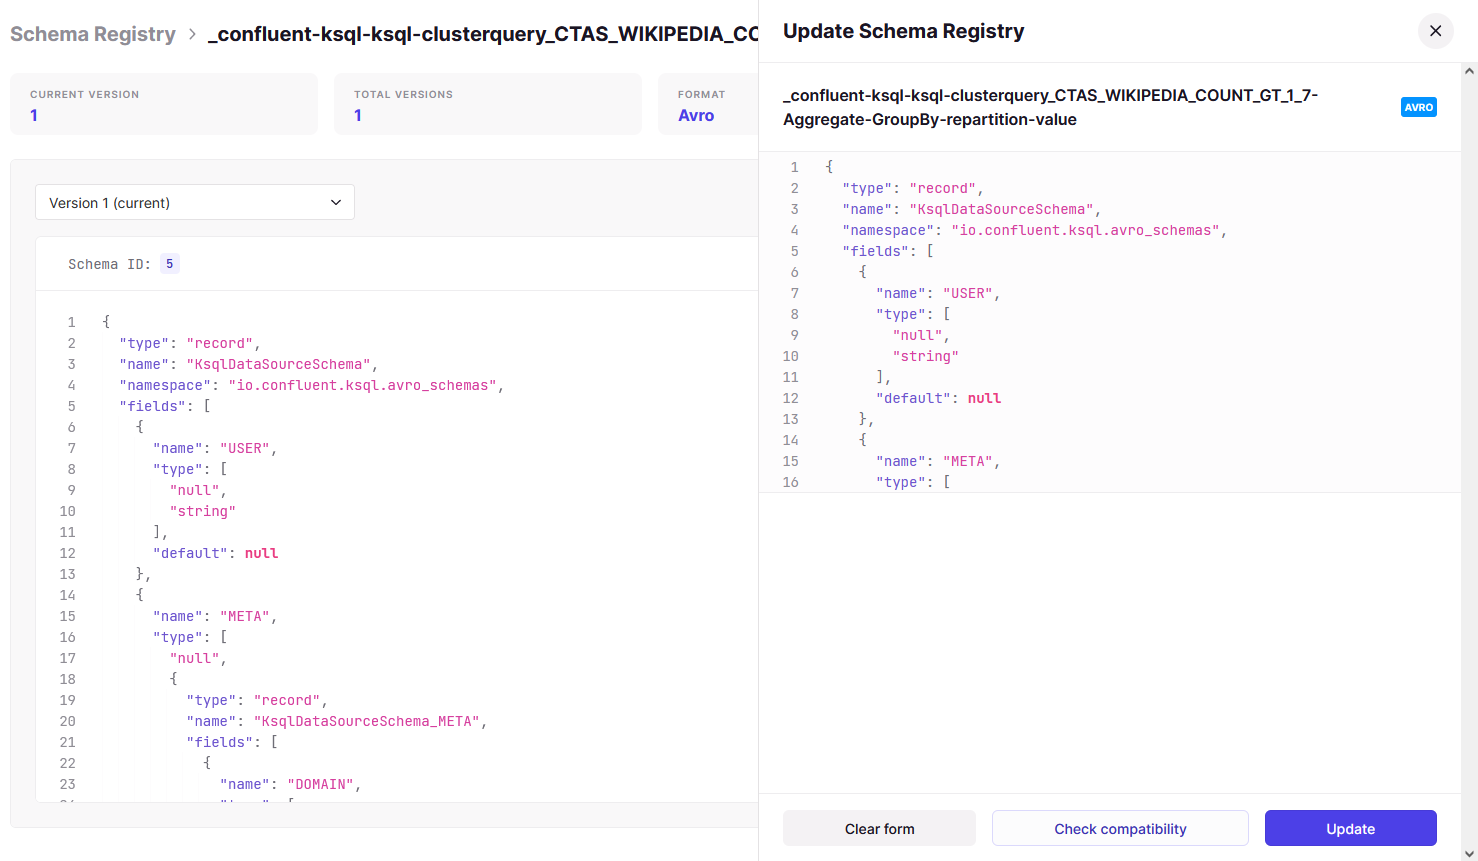 Schema Registry > _confluent-ksql-ksql-clusterquery_CTAS_WIKIPEDIA_CO
CURRENT VERSION
1
TOTAL VERSIONS
1
FORMAT
Avro
Version 1 (current)
Schema ID: 5
1 {
2 "type": "record",
3 "name": "KsqlDataSourceSchema",
4 "namespace": "io.confluent.ksql.avro_schemas",
5 "fields": [
6 {
7 "name": "USER",
8 "type": [
9 "null",
10 "string"
11 ],
12 "default": null
13 },
14 {
15 "name": "META",
16 "type": [
17 "null",
18 {
19 "type": "record",
20 "name": "KsqlDataSourceSchema_META",
21 "fields": [
22 {
23 "name": "DOMAIN",
Update Schema Registry
_confluent-ksql-ksql-clusterquery_CTAS_WIKIPEDIA_COUNT_GT_1_7-
Aggregate-GroupBy-repartition-value
AVRO
1 {
2 "type": "record",
3 "name": "KsqlDataSourceSchema",
4 "namespace": "io.confluent.ksql.avro_schemas",
5 "fields": [
6 {
7 "name": "USER",
8 "type": [
9 "null",
10 "string"
11 ],
12 "default": null
13 },
14 {
15 "name": "META",
16 "type": [
Clear form
Check compatibility
Update